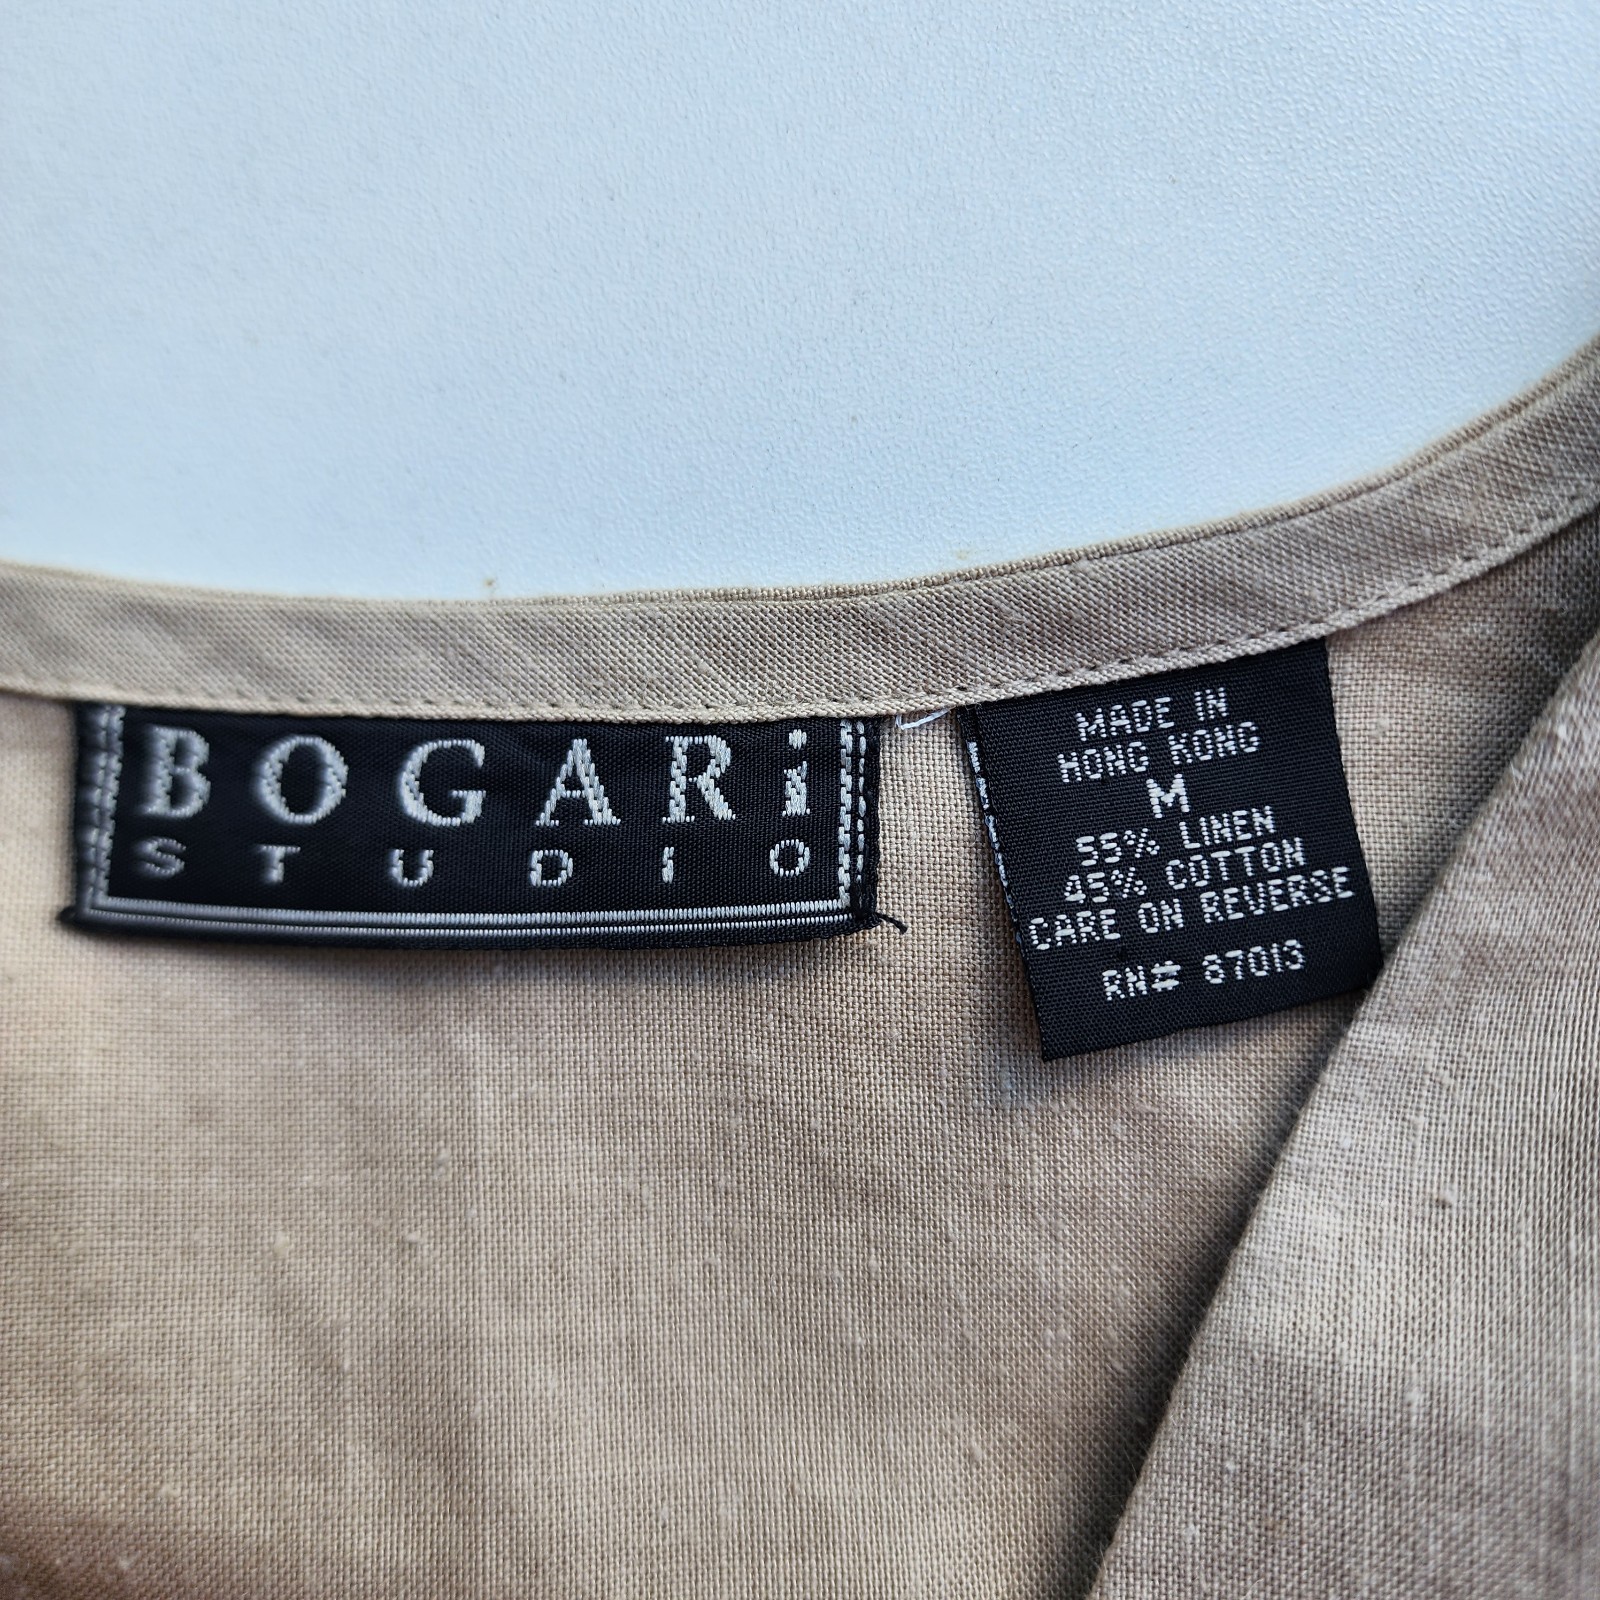 BOGARi
STUDIO
MADE IN
HONG KONG
M
55% LINEN
45% COTTON
CARE ON REVERSE
RN# 87013